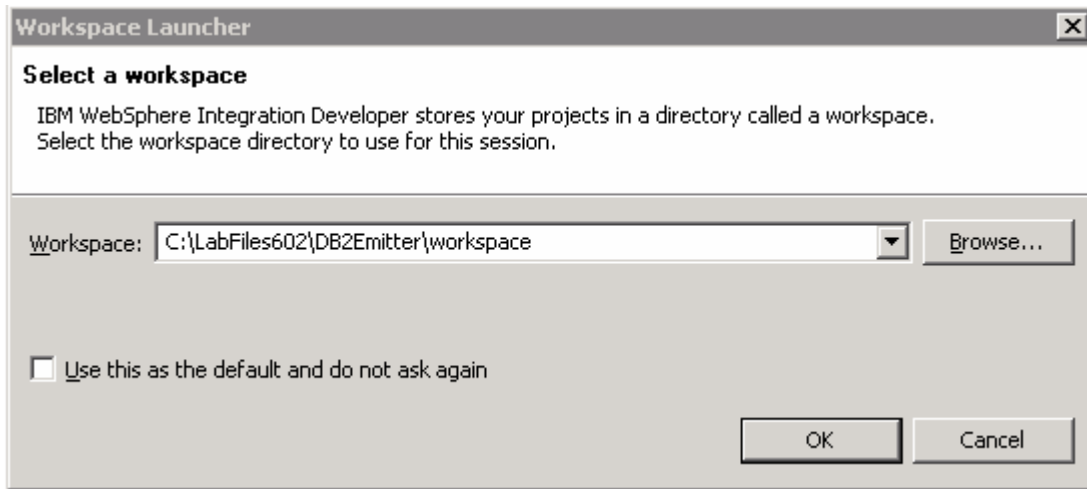 Workspace Launcher
Select a workspace
IBM WebSphere Integration Developer stores your projects in a directory called a workspace.
Select the workspace directory to use for this session.
Workspace: C:\LabFiles602\DB2Emitter\workspace Browse...
Use this as the default and do not ask again
OK Cancel